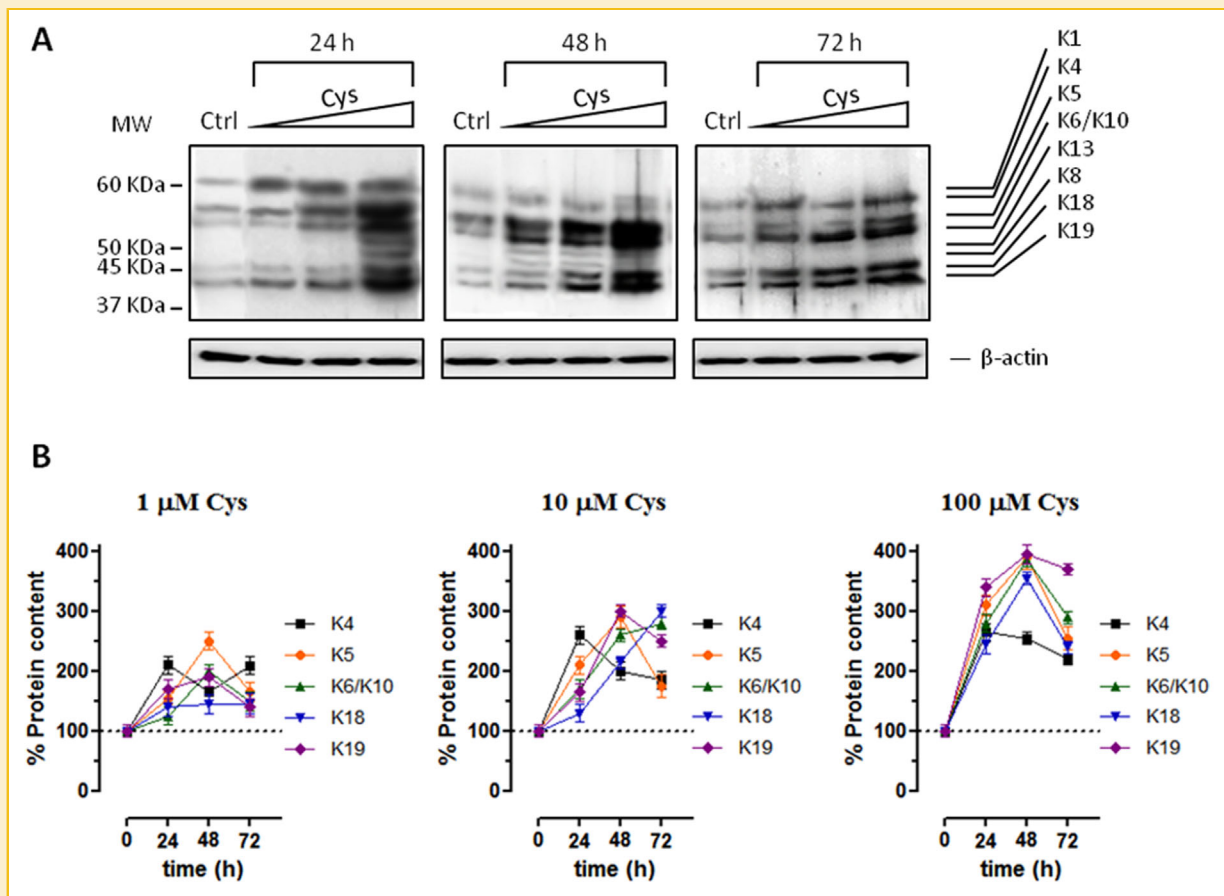 A
24 h
48 h
72 h
Cys
Cys
Cys
MW
Ctrl
Ctrl
Ctrl
60 KDa –
50 KDa –
45 KDa –
37 KDa –
K1
K4
K5
K6/K10
K13
K8
K18
K19
— β-actin
B
1 μM Cys
% Protein content
400
300
200
100
0
0 24 48 72
time (h)
K4
K5
K6/K10
K18
K19
10 μM Cys
% Protein content
400
300
200
100
0
0 24 48 72
time (h)
K4
K5
K6/K10
K18
K19
100 μM Cys
% Protein content
400
300
200
100
0
0 24 48 72
time (h)
K4
K5
K6/K10
K18
K19